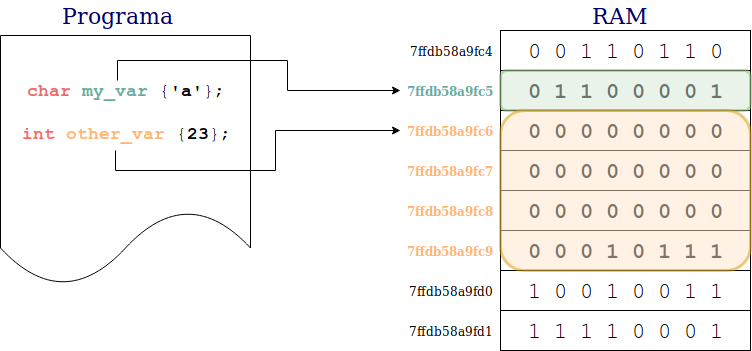 Programa
char my_var {'a'};
int other_var {23};
RAM
7ffdb58a9fc4 0 0 1 1 0 1 1 0
7ffdb58a9fc5 0 1 1 0 0 0 0 1
7ffdb58a9fc6 0 0 0 0 0 0 0 0
7ffdb58a9fc7 0 0 0 0 0 0 0 0
7ffdb58a9fc8 0 0 0 0 0 0 0 0
7ffdb58a9fc9 0 0 0 1 0 1 1 1
7ffdb58a9fd0 1 0 0 1 0 0 1 1
7ffdb58a9fd1 1 1 1 1 0 0 0 1